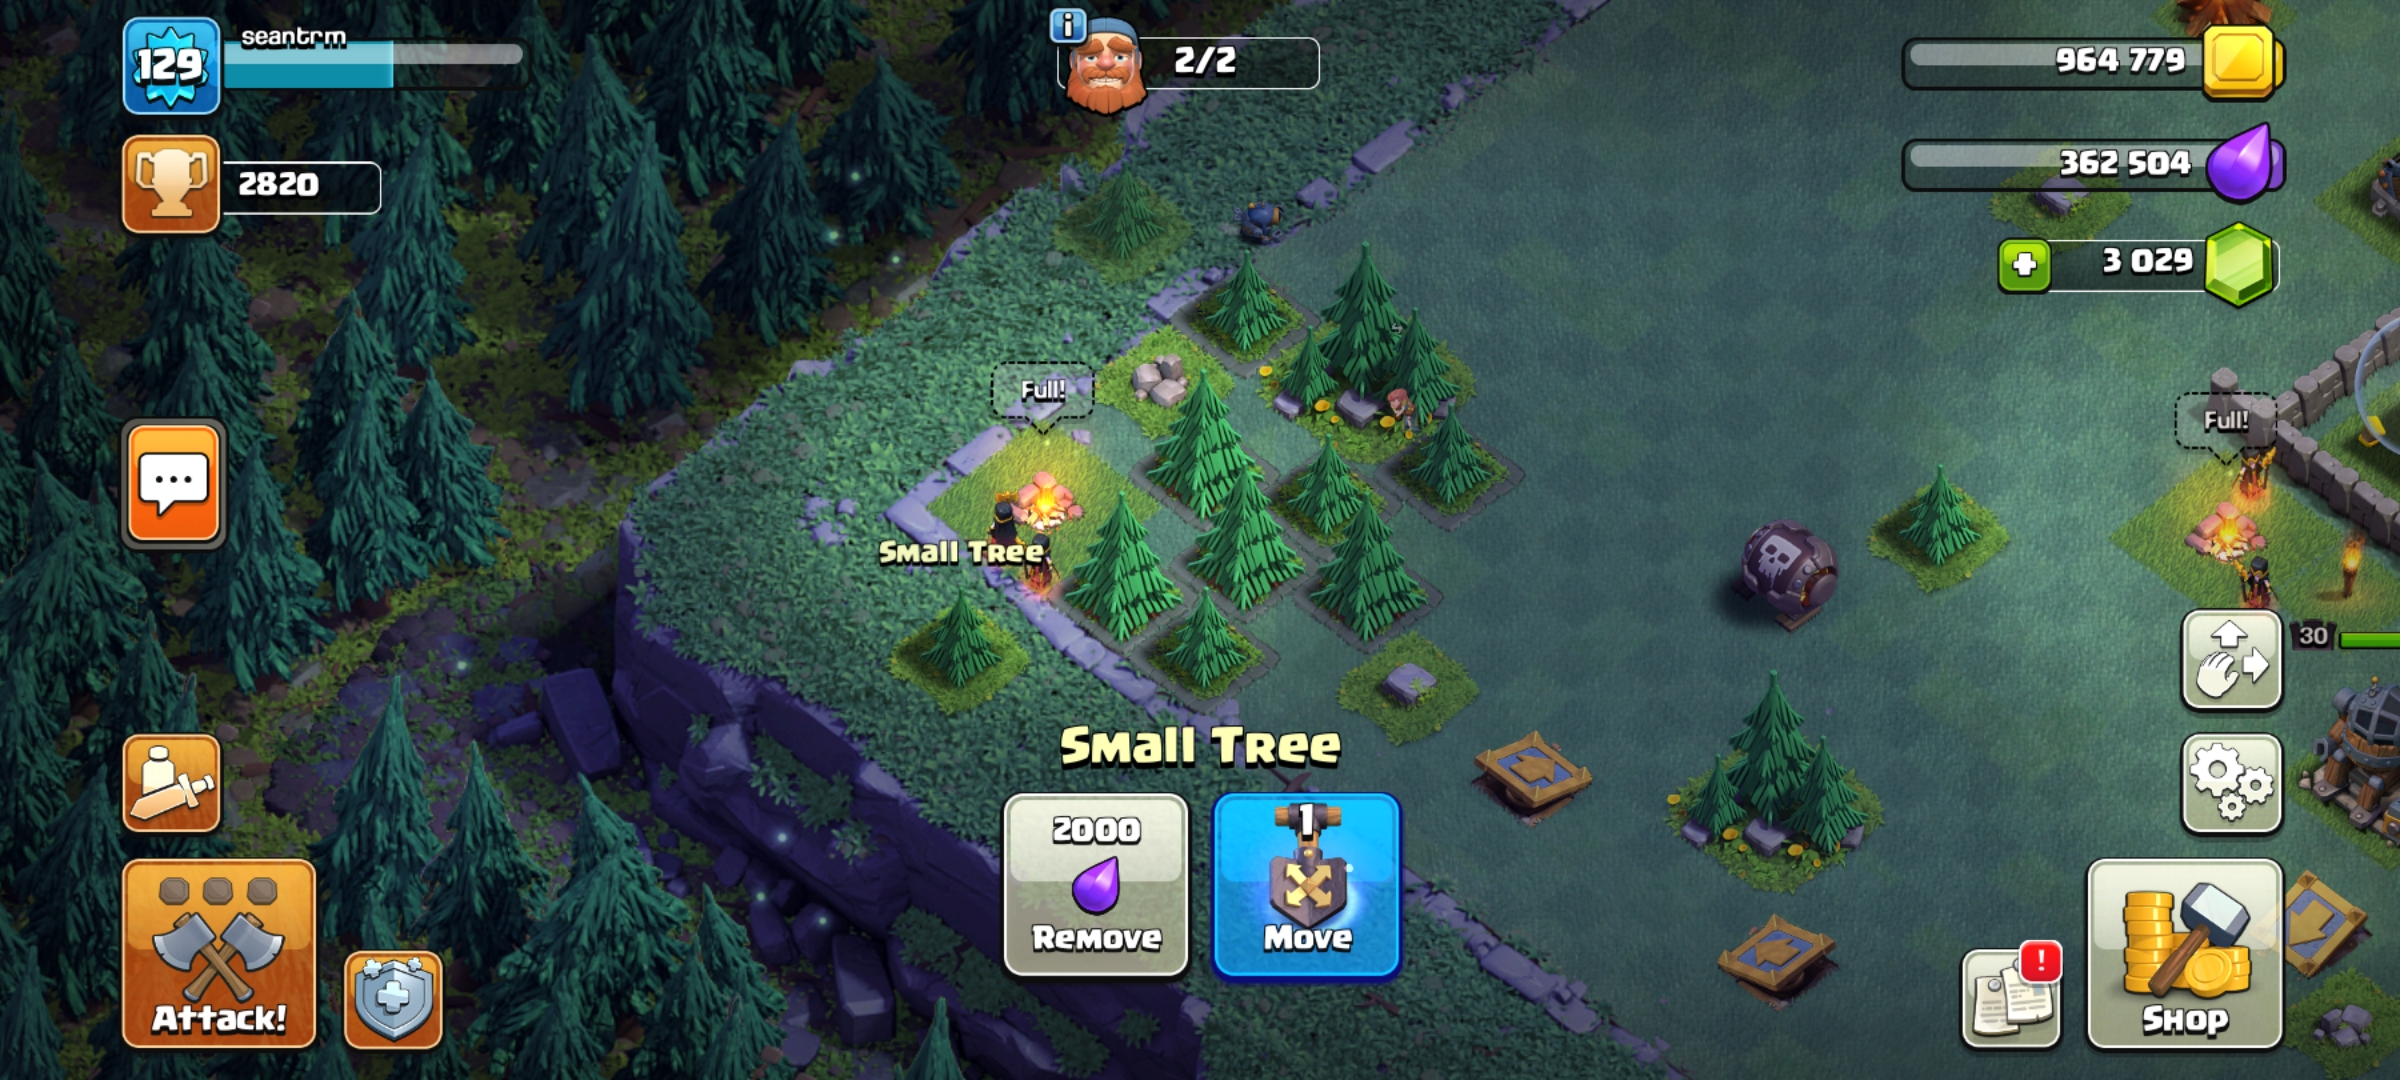 129
seantrm
2/2
964 779
2820
362 504
3 029
Full!
Full!
Small Tree
30
Small Tree
2000
Remove
1
Move
Attack!
!
Shop